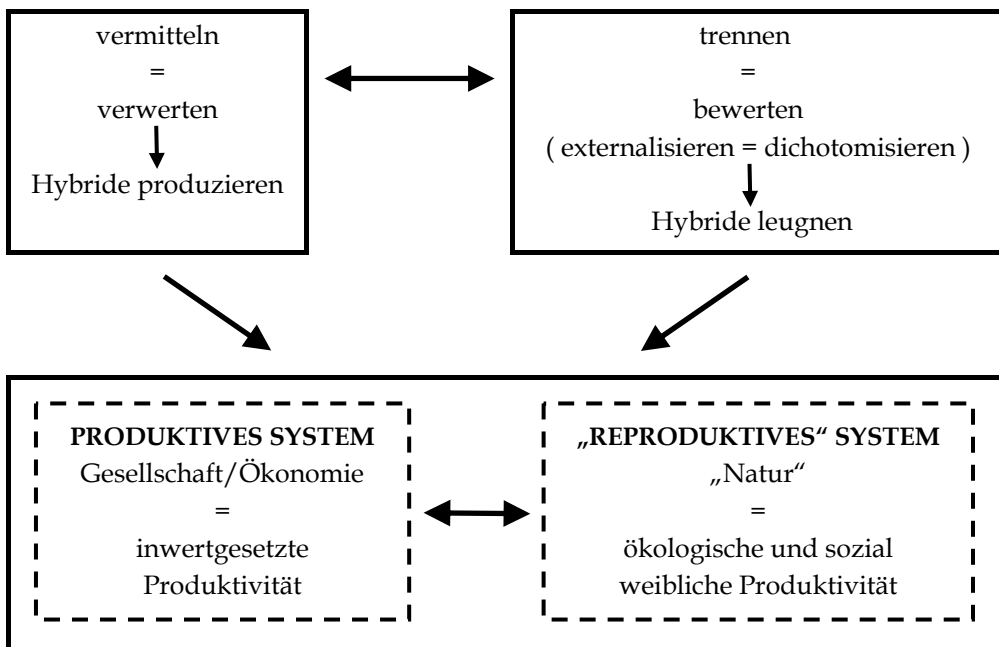 vermitteln
=
verwerten
Hybride produzieren
trennen
=
bewerten
( externalisieren = dichotomisieren )
Hybride leugnen
PRODUKTIVES SYSTEM
Gesellschaft/Ökonomie
=
inwertgesetzte
Produktivität
„REPRODUKTIVES“ SYSTEM
„Natur“
=
ökologische und sozial
weibliche Produktivität